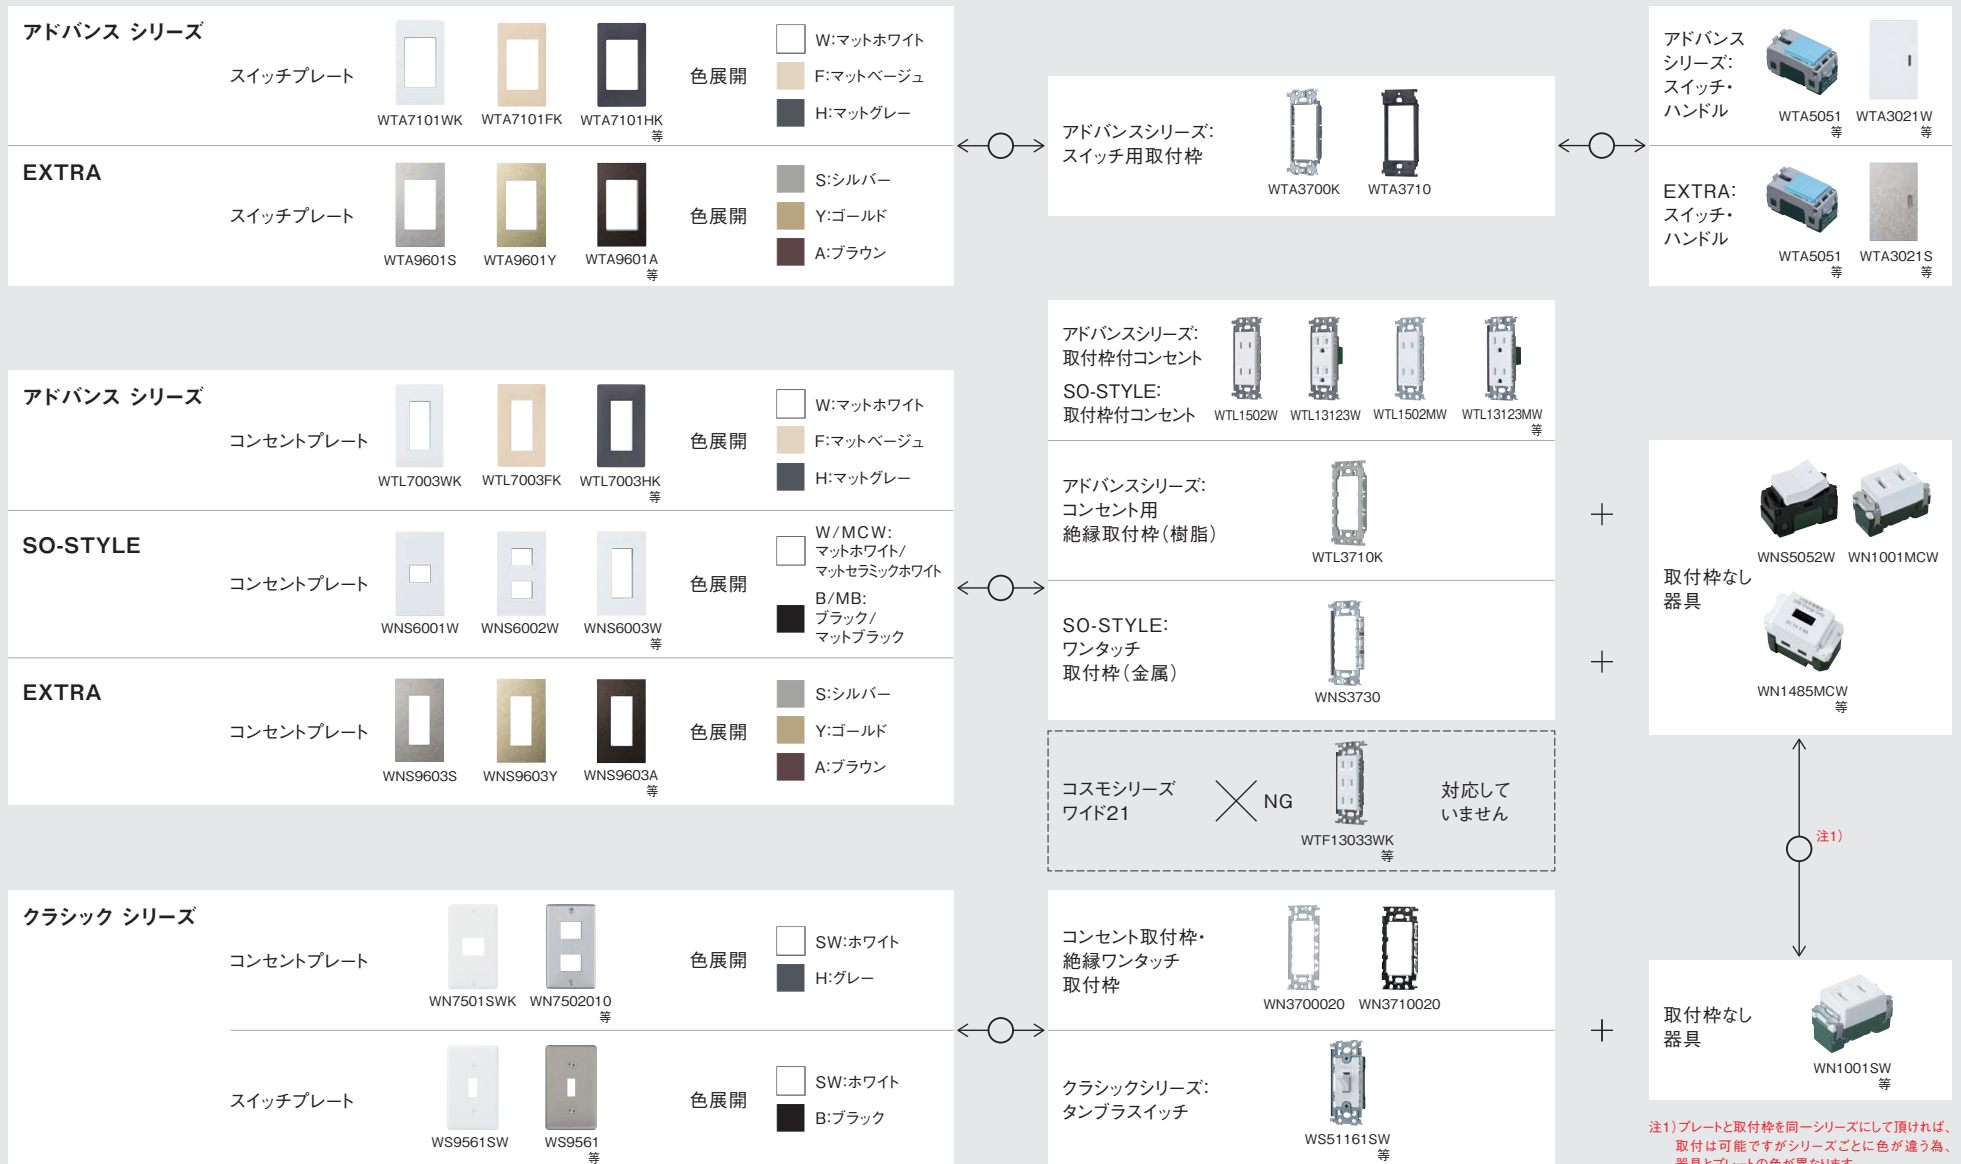 アドバンス シリーズ
スイッチプレート
WTA7101WK
WTA7101FK
WTA7101HK
等
色展開
W:マットホワイト
F:マットベージュ
H:マットグレー
EXTRA
スイッチプレート
WTA9601S
WTA9601Y
WTA9601A
等
色展開
S:シルバー
Y:ゴールド
A:ブラウン
アドバンスシリーズ:
スイッチ用取付枠
WTA3700K
WTA3710
アドバンス
シリーズ:
スイッチ・
ハンドル
WTA5051
等
WTA3021W
等
EXTRA:
スイッチ・
ハンドル
WTA5051
等
WTA3021S
等
アドバンス シリーズ
コンセントプレート
WTL7003WK
WTL7003FK
WTL7003HK
等
色展開
W:マットホワイト
F:マットベージュ
H:マットグレー
SO-STYLE
コンセントプレート
WNS6001W
WNS6002W
WNS6003W
等
色展開
W/MCW:
マットホワイト/
マットセラミックホワイト
B/MB:
ブラック/
マットブラック
EXTRA
コンセントプレート
WNS9603S
WNS9603Y
WNS9603A
等
色展開
S:シルバー
Y:ゴールド
A:ブラウン
アドバンスシリーズ:
取付枠付コンセント
SO-STYLE:
取付枠付コンセント
WTL1502W
WTL13123W
WTL1502MW
WTL13123MW
等
アドバンスシリーズ:
コンセント用
絶縁取付枠(樹脂)
WTL3710K
+
SO-STYLE:
ワンタッチ
取付枠(金属)
WNS3730
+
取付枠なし
器具
WNS5052W
WN1001MCW
WN1485MCW
等
コスモシリーズ
ワイド21
NG
WTF13033WK
等
対応して
いません
注1)
クラシック シリーズ
コンセントプレート
WN7501SWK
WN7502010
等
色展開
SW:ホワイト
H:グレー
スイッチプレート
WS9561SW
WS9561
等
色展開
SW:ホワイト
B:ブラック
コンセント取付枠・
絶縁ワンタッチ
取付枠
WN3700020
WN3710020
クラシックシリーズ:
タンブラスイッチ
WS51161SW
等
+
取付枠なし
器具
WN1001SW
等
注1)プレートと取付枠を同一シリーズにして頂ければ、
取付は可能ですがシリーズごとに色が違う為、
器具とプレートの色が異なります。